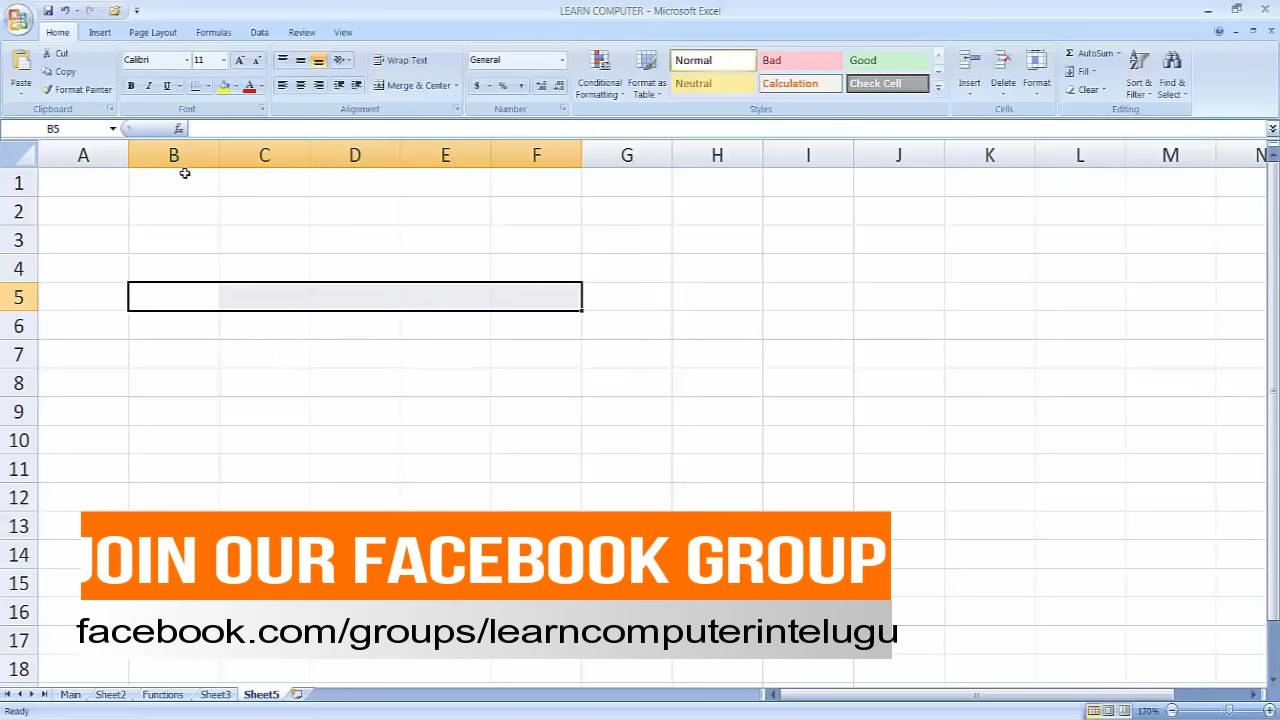 LEARN COMPUTER - Microsoft Excel
Home Insert Page Layout Formulas Data Review View
Paste Cut Copy Format Painter Clipboard
Calibri 11 A A B I U A Font
Wrap Text Merge & Center Alignment
General $ % , Number
Conditional Formatting Format as Table Normal Bad Good Neutral Calculation Check Cell Styles
Insert Delete Format Cells
Σ AutoSum Fill Clear Sort & Filter Find & Select Editing
B5 fx
A B C D E F G H I J K L M N
1
2
3
4
5
6
7
8
9
10
11
12
13
14
15
16
17
18
JOIN OUR FACEBOOK GROUP
facebook.com/groups/learncomputerintelugu
Main Sheet2 Functions Sheet3 Sheet5
Ready 170%